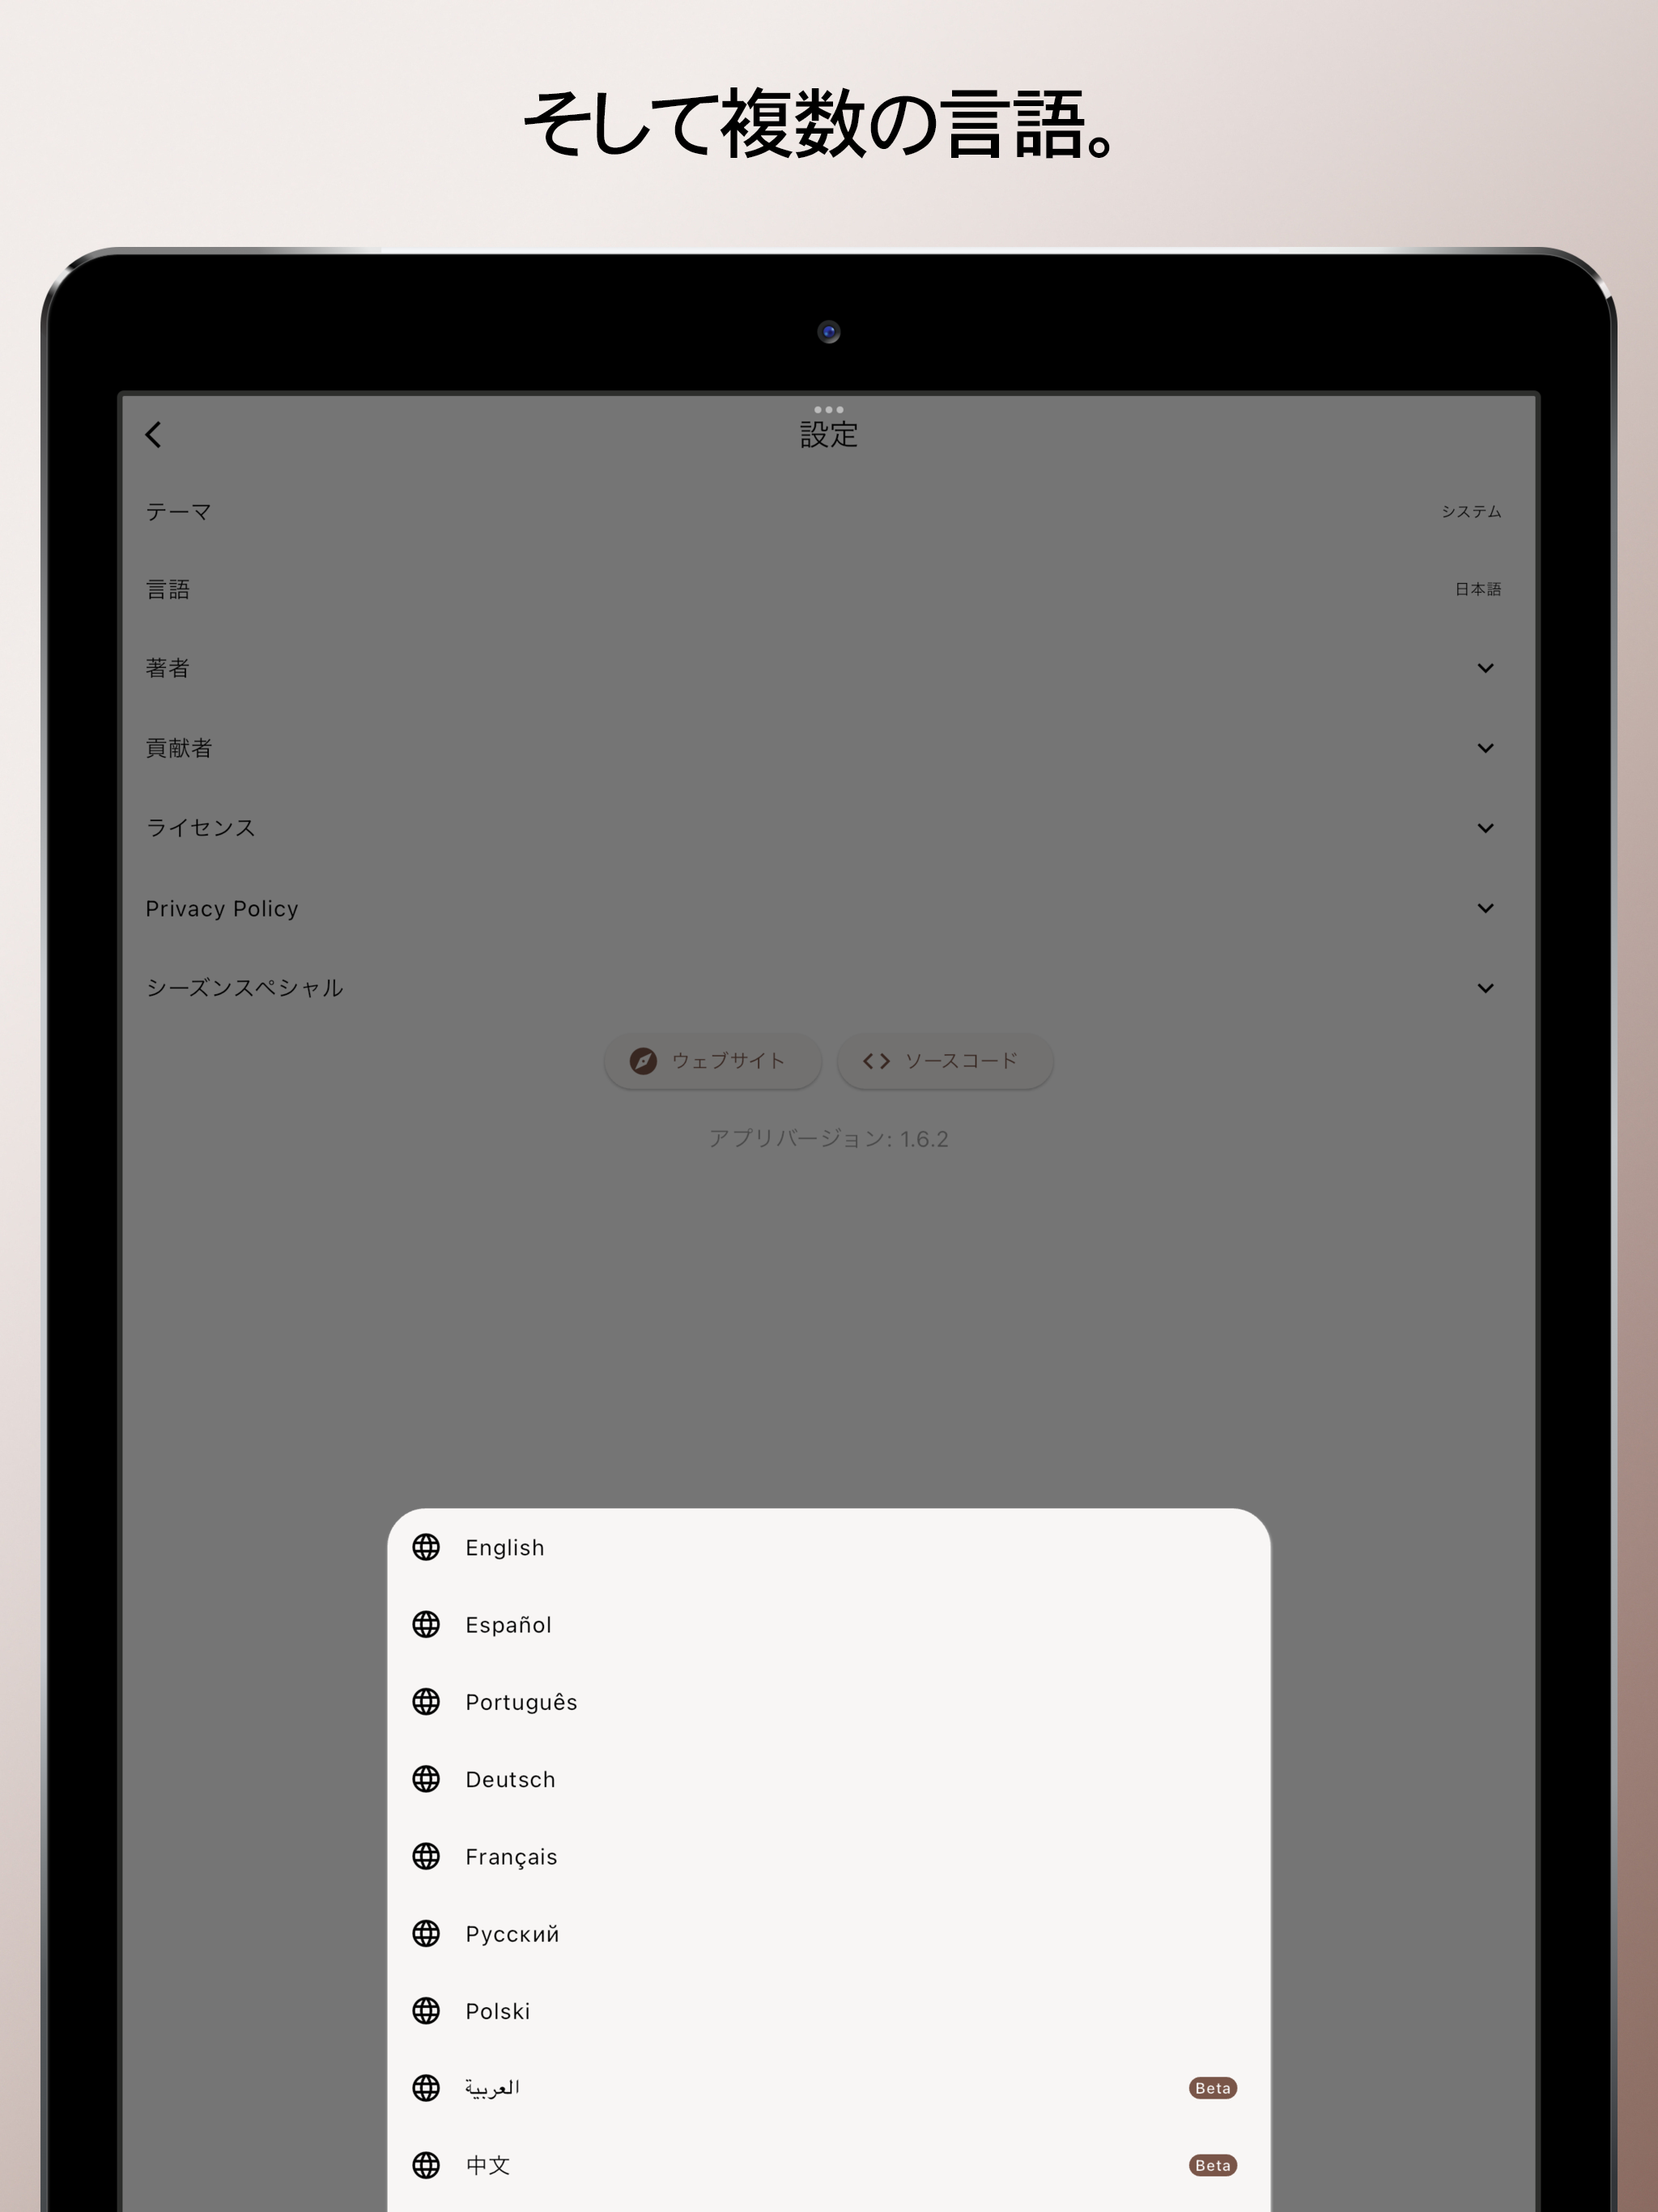 そして複数の言語。
設定
テーマ システム
言語 日本語
著者
貢献者
ライセンス
Privacy Policy
シーズンスペシャル
ウェブサイト ソースコード
アプリバージョン: 1.6.2
English
Español
Português
Deutsch
Français
Русский
Polski
العربية Beta
中文 Beta